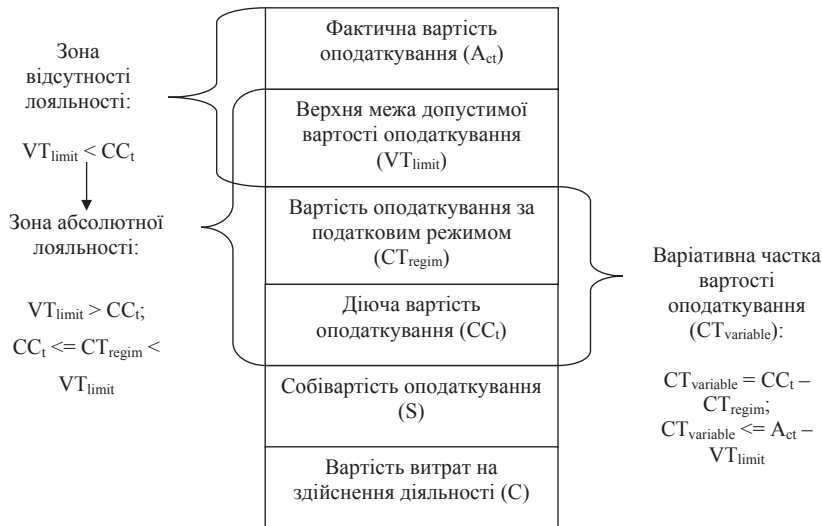 Зона
відсутності
лояльності:
VT_limit < CC_t
Зона абсолютної
лояльності:
VT_limit > CC_t;
CC_t <= CT_regim <
VT_limit
Фактична вартість
оподаткування (A_ct)
Верхня межа допустимої
вартості оподаткування
(VT_limit)
Вартість оподаткування за
податковим режимом
(CT_regim)
Діюча вартість
оподаткування (CC_t)
Собівартість оподаткування
(S)
Вартість витрат на
здійснення діяльності (C)
Варіативна частка
вартості
оподаткування
(CT_variable):
CT_variable = CC_t –
CT_regim;
CT_variable <= A_ct –
VT_limit